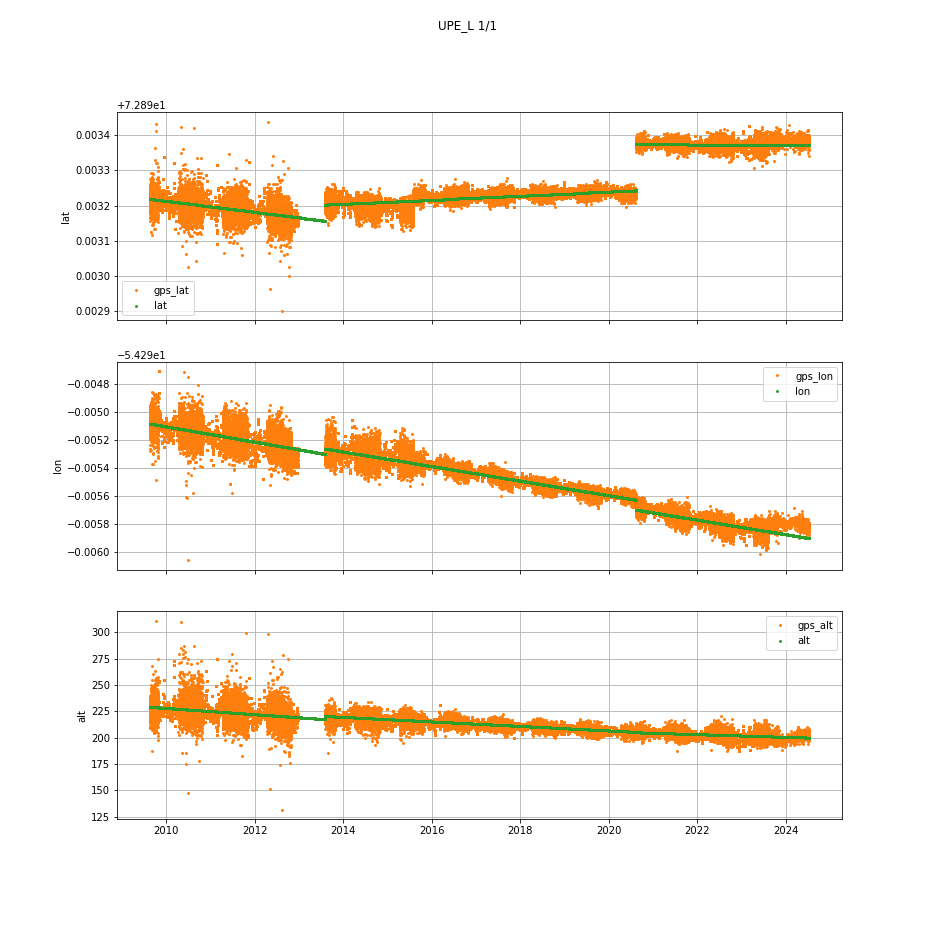 UPE_L 1/1
+7.289e1
0.0034
0.0033
0.0032
0.0031
0.0030
0.0029
lat
gps_lat
lat
−5.429e1
−0.0048
−0.0050
−0.0052
−0.0054
−0.0056
−0.0058
−0.0060
lon
gps_lon
lon
300
275
250
225
200
175
150
125
alt
gps_alt
alt
2010 2012 2014 2016 2018 2020 2022 2024